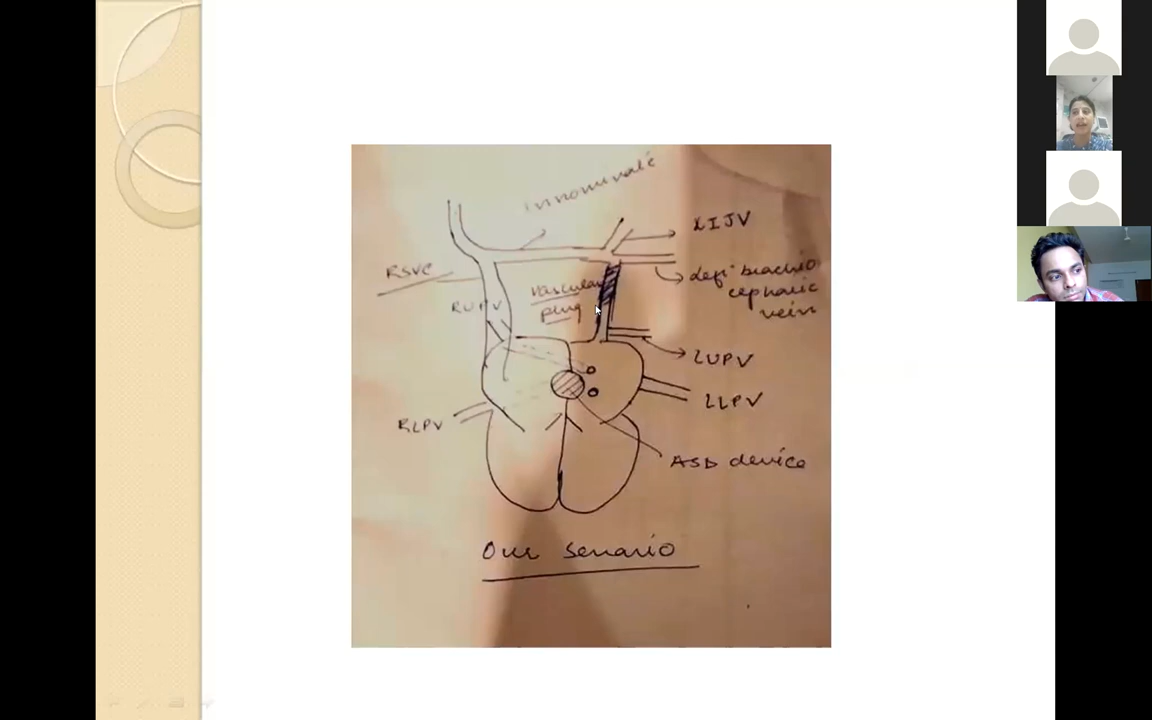 innominate
LIJV
RSVC
left brachio
cephalic
vein
vascular
plug
RUPV
LUPV
LLPV
RLPV
ASD device
Our senario